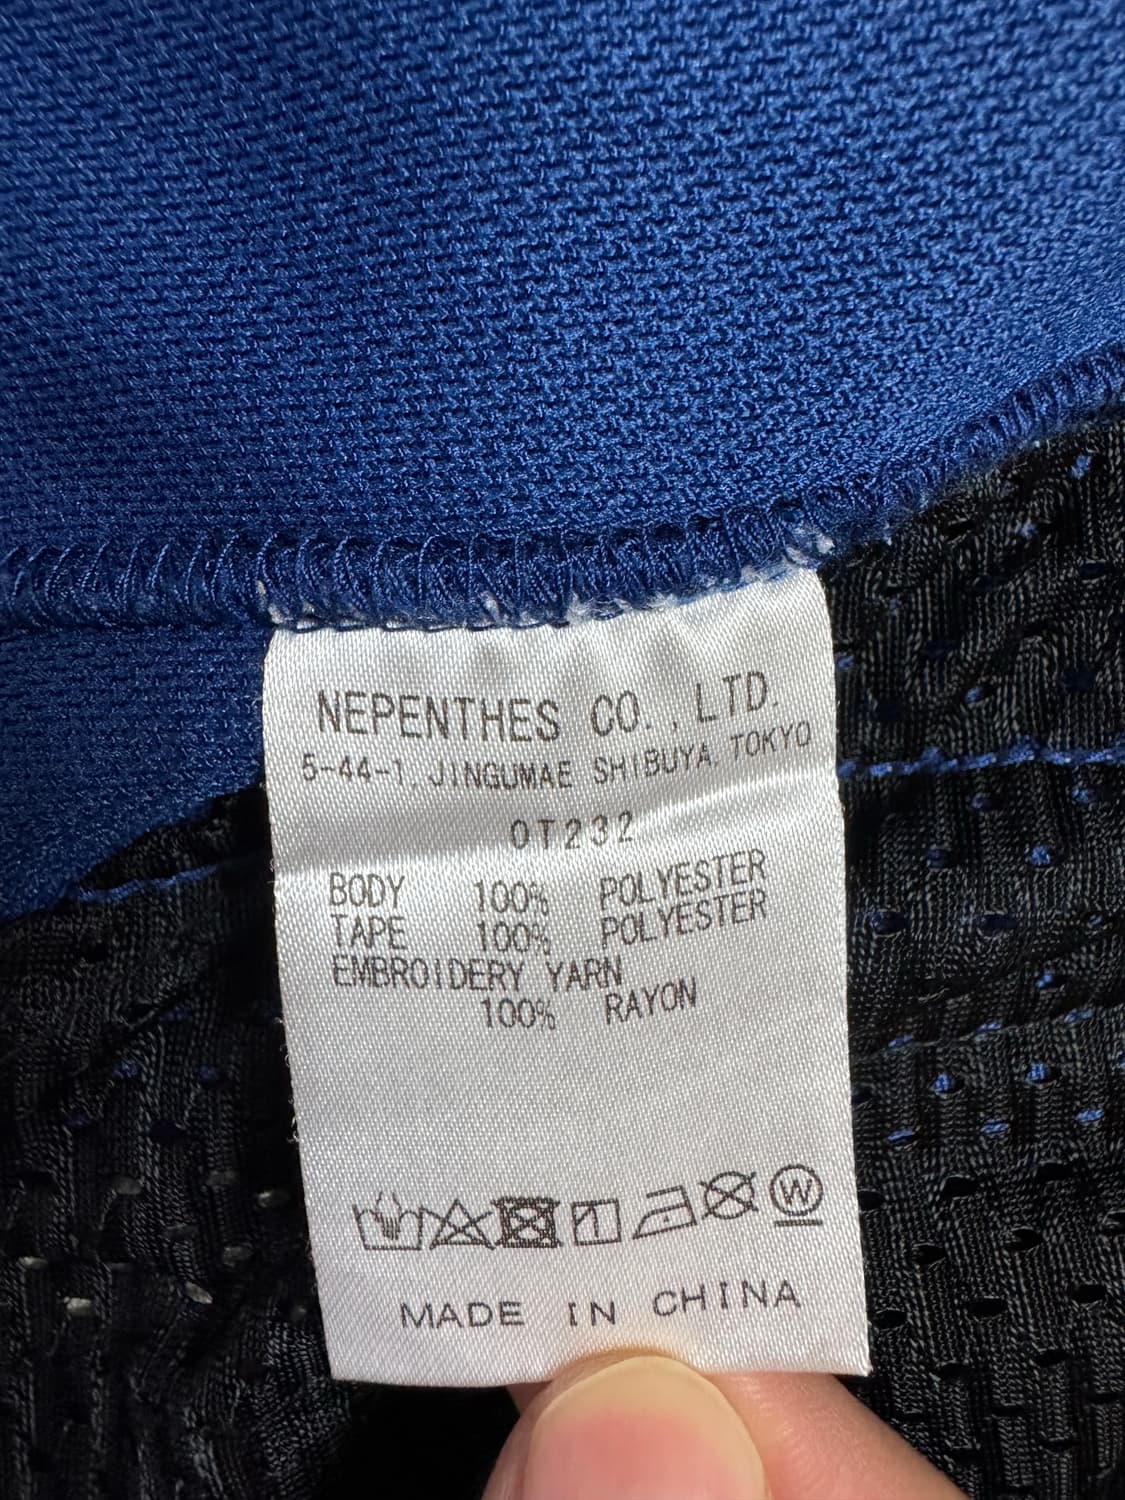 NEPENTHES CO.,LTD.
5-44-1,JINGUMAE SHIBUYA,TOKYO
OT232
BODY 100% POLYESTER
TAPE 100% POLYESTER
EMBROIDERY YARN
100% RAYON
W
MADE IN CHINA